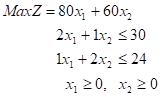 MaxZ = 80x₁ + 60x₂
2x₁ + 1x₂ ≤ 30
1x₁ + 2x₂ ≤ 24
x₁ ≥ 0, x₂ ≥ 0